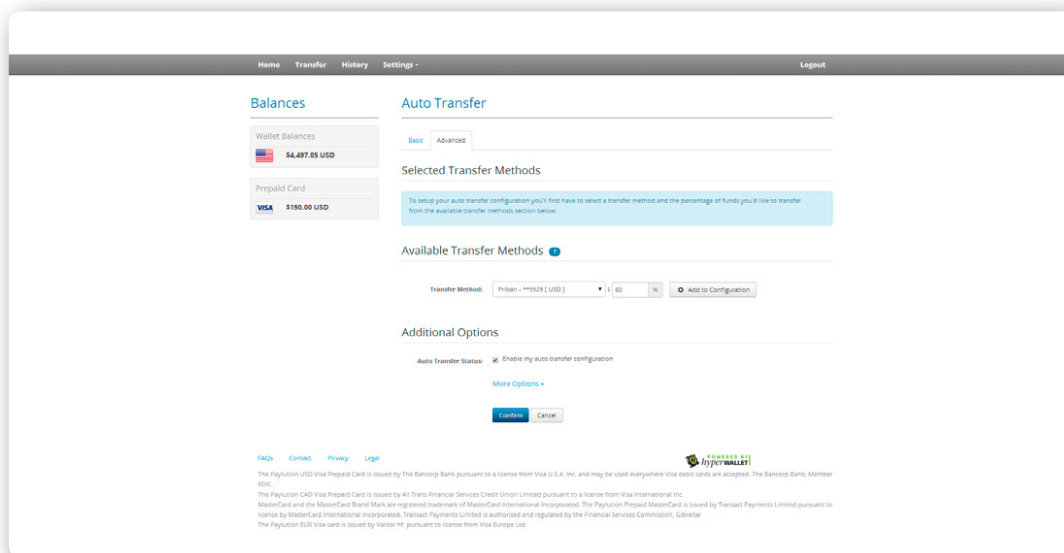 Home Transfer History Settings Logout
Balances
Wallet Balances
$4,497.05 USD
Prepaid Card
VISA $150.00 USD
Auto Transfer
Basic Advanced
Selected Transfer Methods
To setup your auto transfer configuration you'll first have to select a transfer method and the percentage of funds you'd like to transfer
from the available transfer methods section below.
Available Transfer Methods ?
Transfer Method: Priban - **9529 [ USD ] : 60 % Add to Configuration
Additional Options
Auto Transfer Status: Enable my auto transfer configuration
More Options »
Confirm Cancel
FAQs Contact Privacy Legal
POWERED BY
hyperWALLET
The Paylution USD Visa Prepaid Card is issued by The Bancorp Bank pursuant to a license from Visa U.S.A. Inc. and may be used everywhere Visa debit cards are accepted. The Bancorp Bank; Member
FDIC.
The Paylution CAD Visa Prepaid Card is issued by All Trans Financial Services Credit Union Limited pursuant to a license from Visa International Inc.
MasterCard and the MasterCard Brand Mark are registered trademark of MasterCard International Incorporated. The Paylution Prepaid MasterCard is issued by Transact Payments Limited pursuant to
license by MasterCard International Incorporated. Transact Payments Limited is authorised and regulated by the Financial Services Commission, Gibraltar
The Paylution EUR Visa card is issued by Valitor hf. pursuant to license from Visa Europe Ltd.